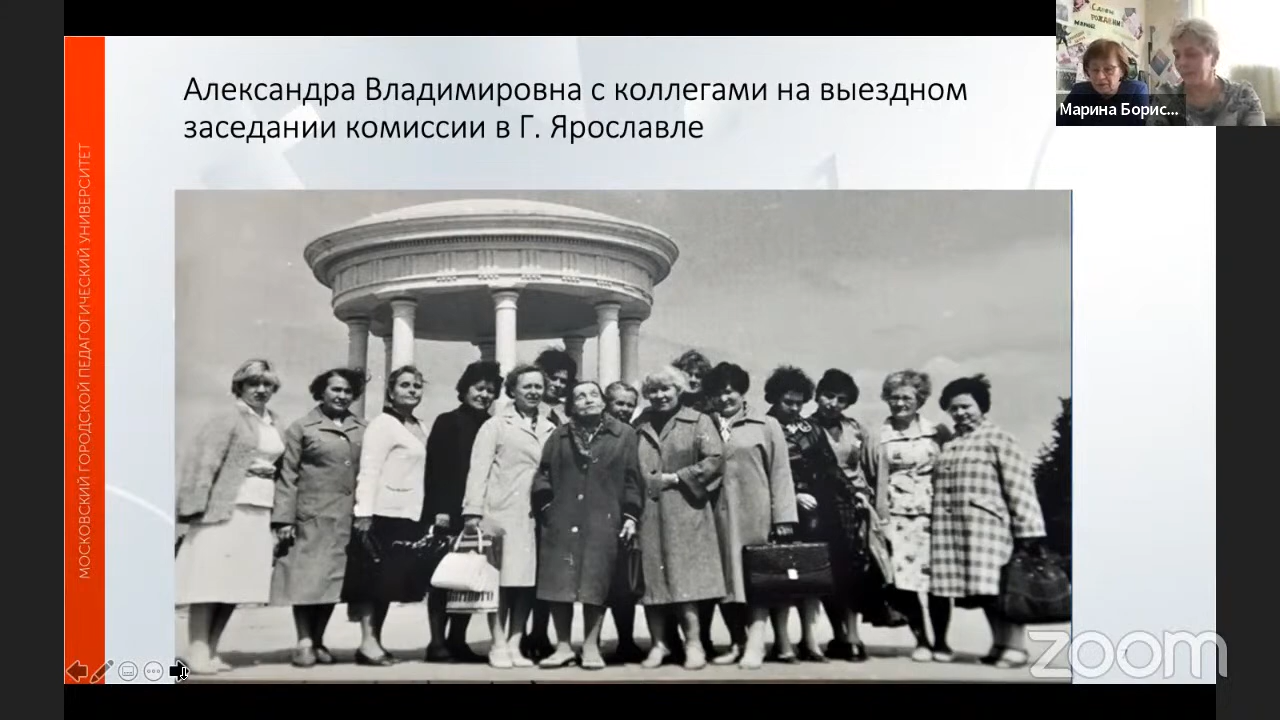 Александра Владимировна с коллегами на выездном
заседании комиссии в Г. Ярославле
МОСКОВСКИЙ ГОРОДСКОЙ ПЕДАГОГИЧЕСКИЙ УНИВЕРСИТЕТ
Марина Борис...
zoom